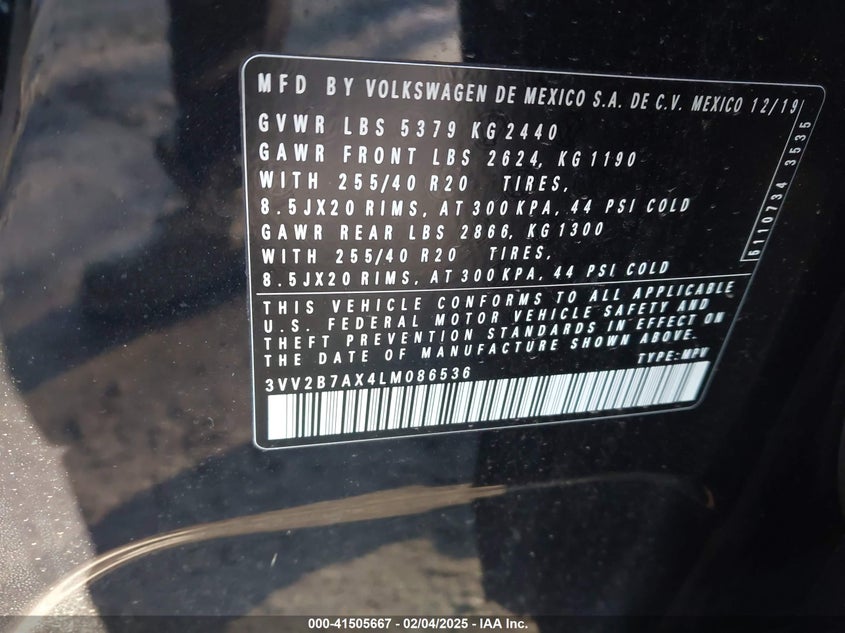 MFD BY VOLKSWAGEN DE MEXICO S.A. DE C.V. MEXICO 12/19
GVWR LBS 5379 KG 2440
GAWR FRONT LBS 2624, KG 1190
WITH 255/40 R20 TIRES,
8.5JX20 RIMS, AT 300 KPA, 44 PSI COLD
GAWR REAR LBS 2866, KG 1300
WITH 255/40 R20 TIRES,
8.5JX20 RIMS, AT 300 KPA, 44 PSI COLD
5110734 3535
THIS VEHICLE CONFORMS TO ALL APPLICABLE
U.S. FEDERAL MOTOR VEHICLE SAFETY AND
THEFT PREVENTION STANDARDS IN EFFECT ON
THE DATE OF MANUFACTURE SHOWN ABOVE.
TYPE: MPV
3VV2B7AX4LM086536
000-41505667 - 02/04/2025 - IAA Inc.